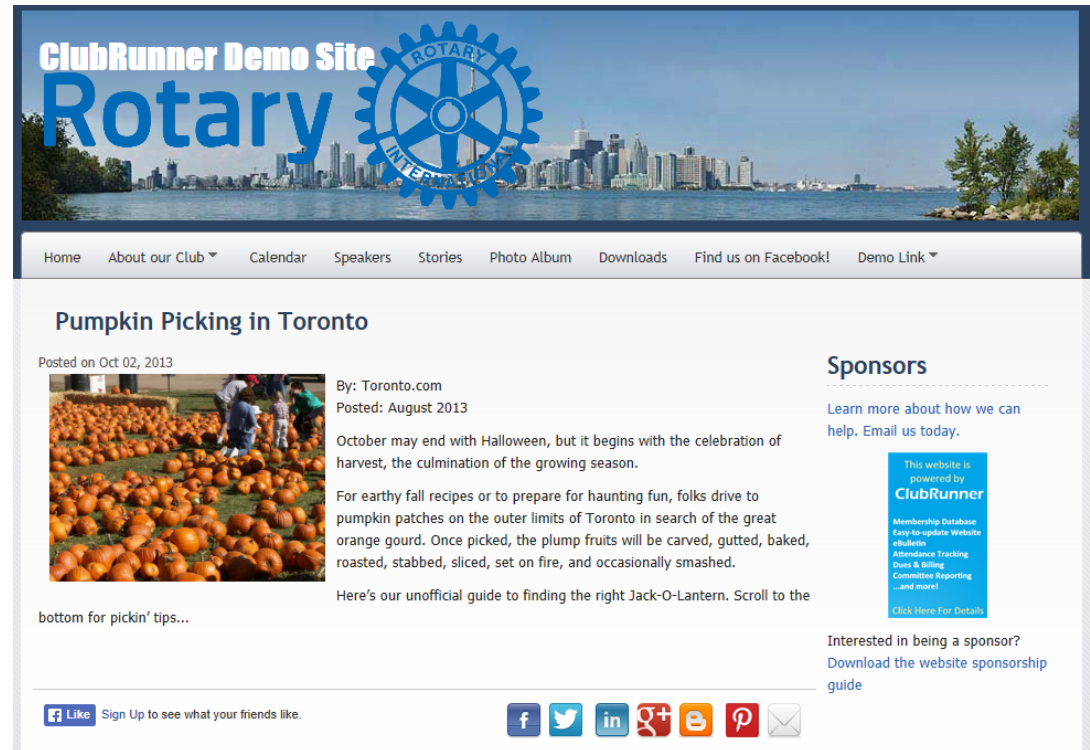 ClubRunner Demo Site
Rotary
ROTARY
INTERNATIONAL
Home About our Club Calendar Speakers Stories Photo Album Downloads Find us on Facebook! Demo Link
Pumpkin Picking in Toronto
Posted on Oct 02, 2013
By: Toronto.com
Posted: August 2013
October may end with Halloween, but it begins with the celebration of
harvest, the culmination of the growing season.
For earthy fall recipes or to prepare for haunting fun, folks drive to
pumpkin patches on the outer limits of Toronto in search of the great
orange gourd. Once picked, the plump fruits will be carved, gutted, baked,
roasted, stabbed, sliced, set on fire, and occasionally smashed.
Here's our unofficial guide to finding the right Jack-O-Lantern. Scroll to the
bottom for pickin' tips...
f Like Sign Up to see what your friends like.
f in g+ B P
Sponsors
Learn more about how we can
help. Email us today.
This website is
powered by
ClubRunner
Membership Database
Easy-to-update Website
eBulletin
Attendance Tracking
Dues & Billing
Committee Reporting
...and more!
Click Here For Details
Interested in being a sponsor?
Download the website sponsorship
guide